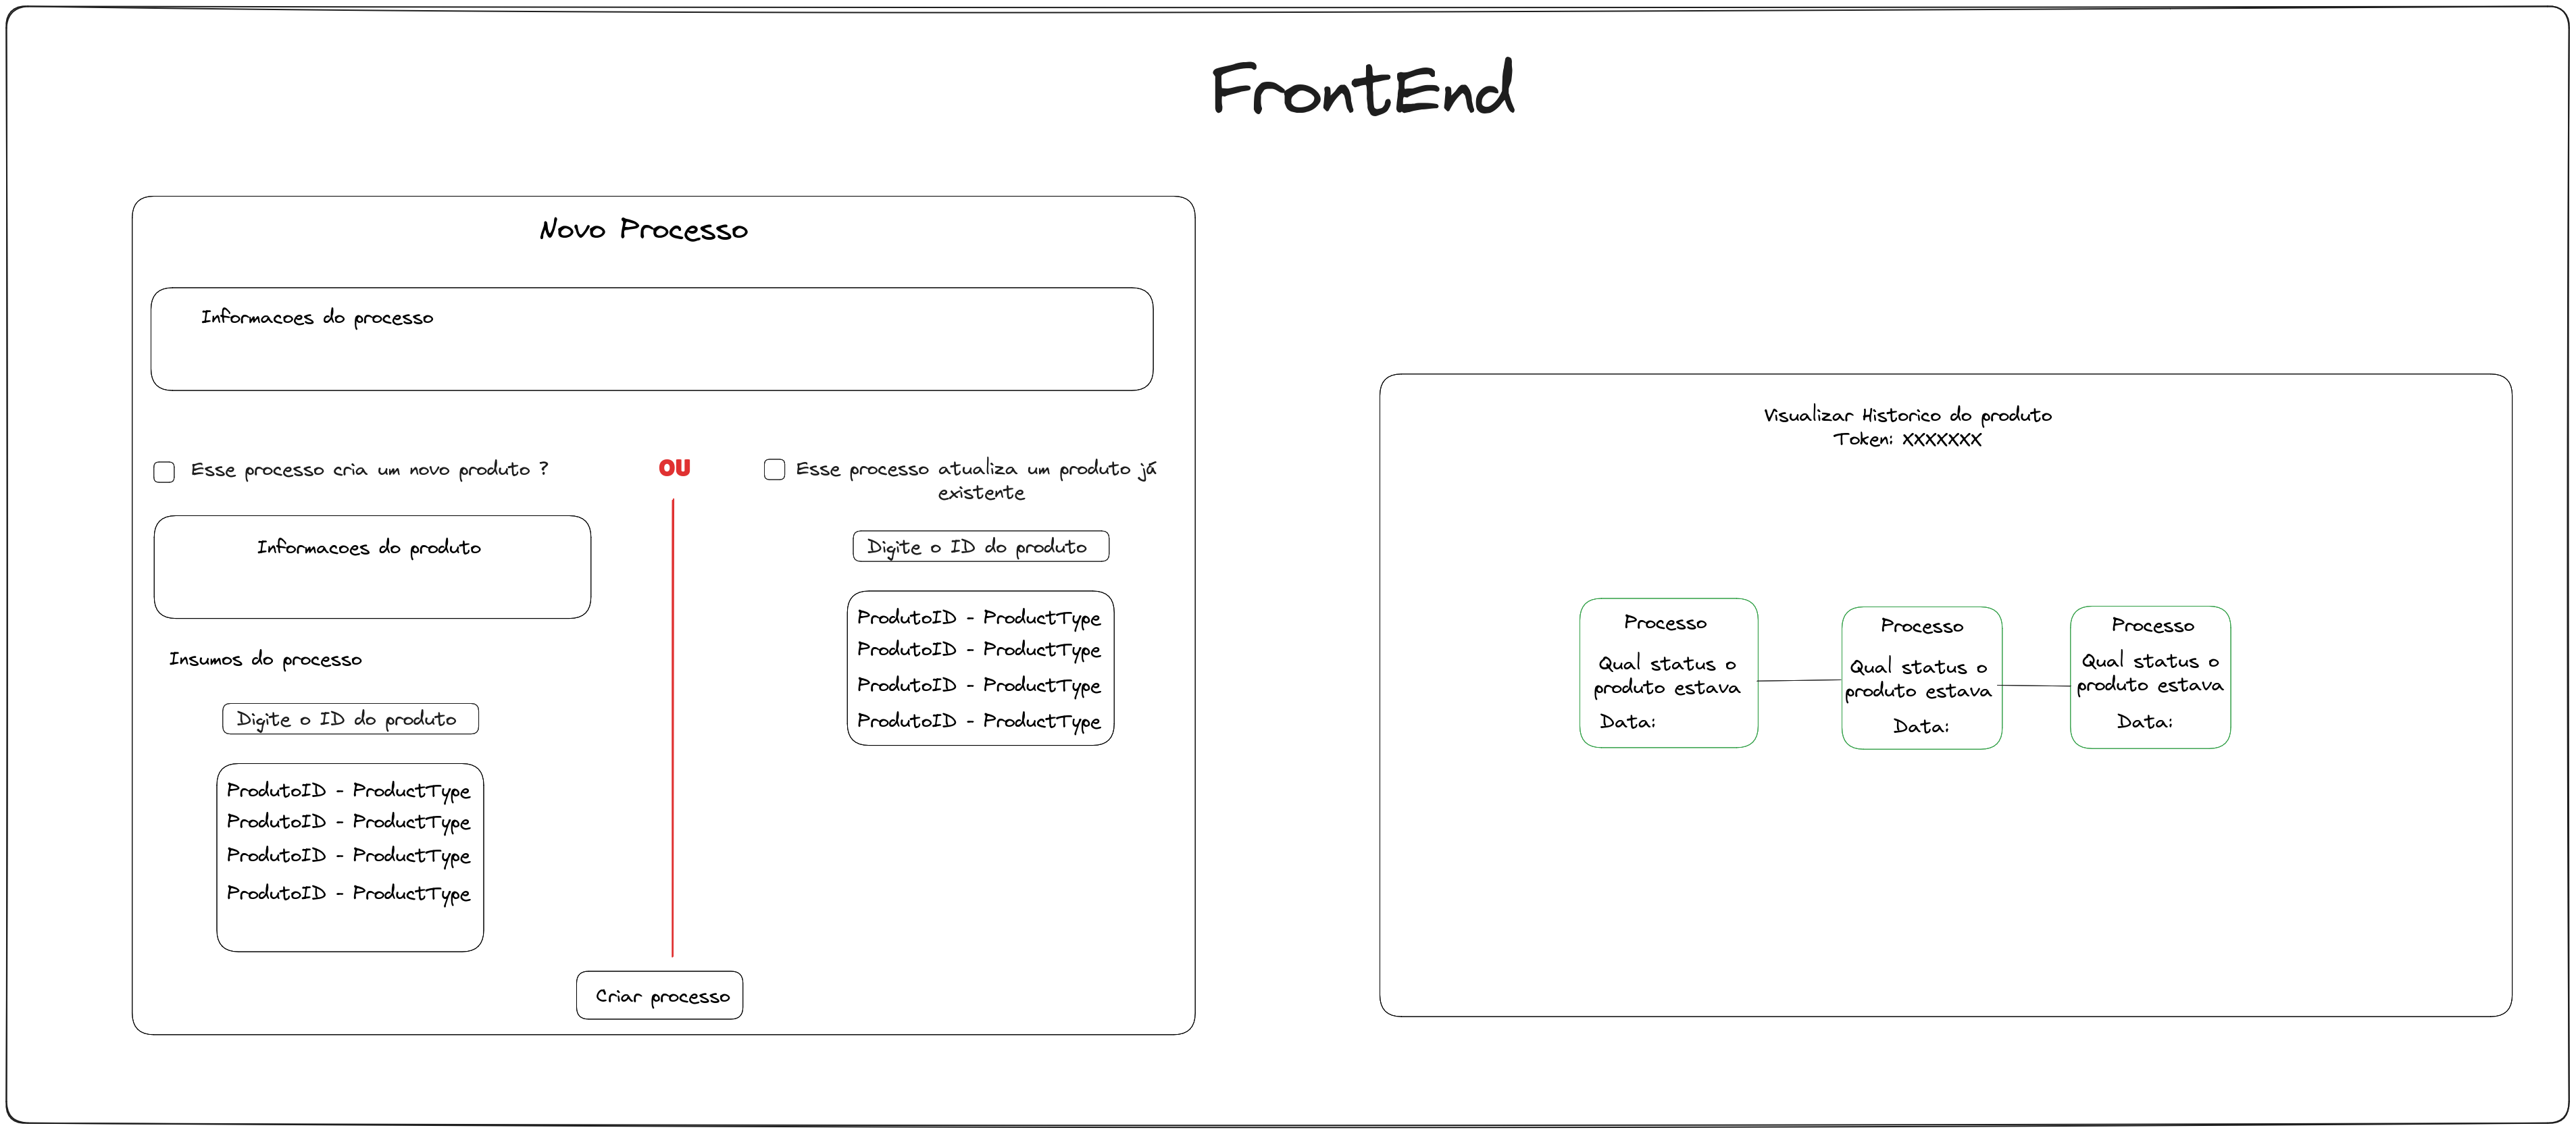 FrontEnd
Novo Processo
Informacoes do processo
Esse processo cria um novo produto ?
OU
Esse processo atualiza um produto já
existente
Informacoes do produto
Insumos do processo
Digite o ID do produto
ProdutoID - ProductType
ProdutoID - ProductType
ProdutoID - ProductType
ProdutoID - ProductType
Digite o ID do produto
ProdutoID - ProductType
ProdutoID - ProductType
ProdutoID - ProductType
ProdutoID - ProductType
Criar processo
Visualizar Historico do produto
Token: XXXXXXX
Processo
Qual status o
produto estava
Data:
Processo
Qual status o
produto estava
Data:
Processo
Qual status o
produto estava
Data: